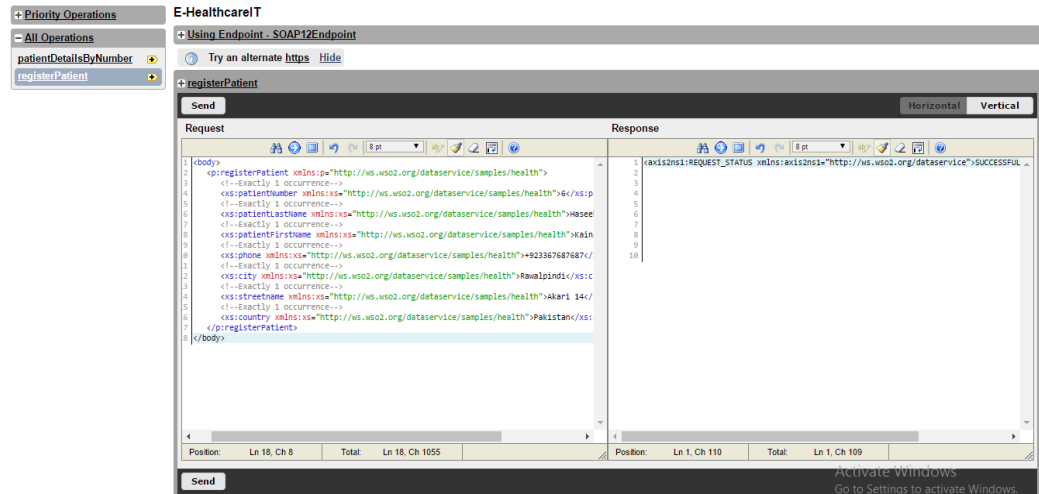 Priority Operations
All Operations
patientDetailsByNumber
registerPatient
E-HealthcareIT
Using Endpoint - SOAP12Endpoint
Try an alternate https Hide
registerPatient
Send
Horizontal Vertical
Request
8 pt
1 <body>
2 <p:registerPatient xmlns:p="http://ws.wso2.org/dataservice/samples/health">
3 <!--Exactly 1 occurrence-->
4 <xs:patientNumber xmlns:xs="http://ws.wso2.org/dataservice/samples/health">6</xs:p
5 <!--Exactly 1 occurrence-->
6 <xs:patientLastName xmlns:xs="http://ws.wso2.org/dataservice/samples/health">Hasee
7 <!--Exactly 1 occurrence-->
8 <xs:patientFirstName xmlns:xs="http://ws.wso2.org/dataservice/samples/health">Kain
9 <!--Exactly 1 occurrence-->
0 <xs:phone xmlns:xs="http://ws.wso2.org/dataservice/samples/health">+923367687687</
1 <!--Exactly 1 occurrence-->
2 <xs:city xmlns:xs="http://ws.wso2.org/dataservice/samples/health">Rawalpindi</xs:c
3 <!--Exactly 1 occurrence-->
4 <xs:streetname xmlns:xs="http://ws.wso2.org/dataservice/samples/health">Akari 14</
5 <!--Exactly 1 occurrence-->
6 <xs:country xmlns:xs="http://ws.wso2.org/dataservice/samples/health">Pakistan</xs:
7 </p:registerPatient>
8 </body>
Position: Ln 18, Ch 8 Total: Ln 18, Ch 1055
Response
8 pt
1 <axis2ns1:REQUEST_STATUS xmlns:axis2ns1="http://ws.wso2.org/dataservice">SUCCESSFUL
2
3
4
5
6
7
8
9
10
Position: Ln 1, Ch 110 Total: Ln 1, Ch 109
Send
Activate Windows
Go to Settings to activate Windows.